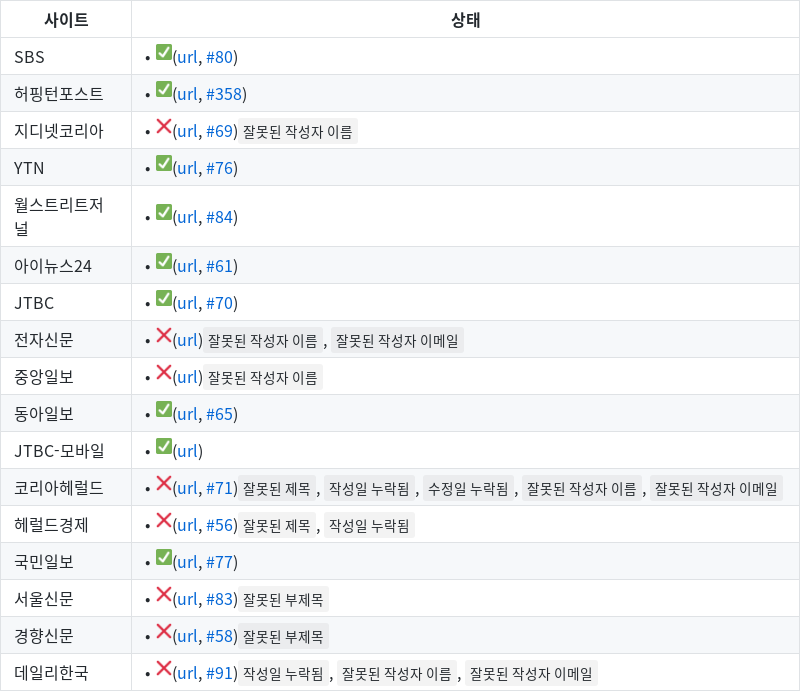 사이트 상태
SBS • ✅(url, #80)
허핑턴포스트 • ✅(url, #358)
지디넷코리아 • ❌(url, #69) 잘못된 작성자 이름
YTN • ✅(url, #76)
월스트리트저
널 • ✅(url, #84)
아이뉴스24 • ✅(url, #61)
JTBC • ✅(url, #70)
전자신문 • ❌(url) 잘못된 작성자 이름 , 잘못된 작성자 이메일
중앙일보 • ❌(url) 잘못된 작성자 이름
동아일보 • ✅(url, #65)
JTBC-모바일 • ✅(url)
코리아헤럴드 • ❌(url, #71) 잘못된 제목 , 작성일 누락됨 , 수정일 누락됨 , 잘못된 작성자 이름 , 잘못된 작성자 이메일
헤럴드경제 • ❌(url, #56) 잘못된 제목 , 작성일 누락됨
국민일보 • ✅(url, #77)
서울신문 • ❌(url, #83) 잘못된 부제목
경향신문 • ❌(url, #58) 잘못된 부제목
데일리한국 • ❌(url, #91) 작성일 누락됨 , 잘못된 작성자 이름 , 잘못된 작성자 이메일